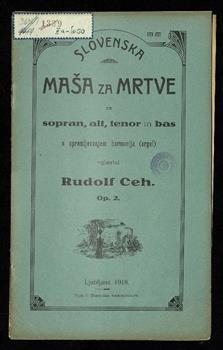 1339
SLOVENSKA
MAŠA ZA MRTVE
za
sopran, alt, tenor in bas
s spremljevanjem harmonija (orgel)
uglasbil
Rudolf Ceh.
Op. 2.
Ljubljana 1918.